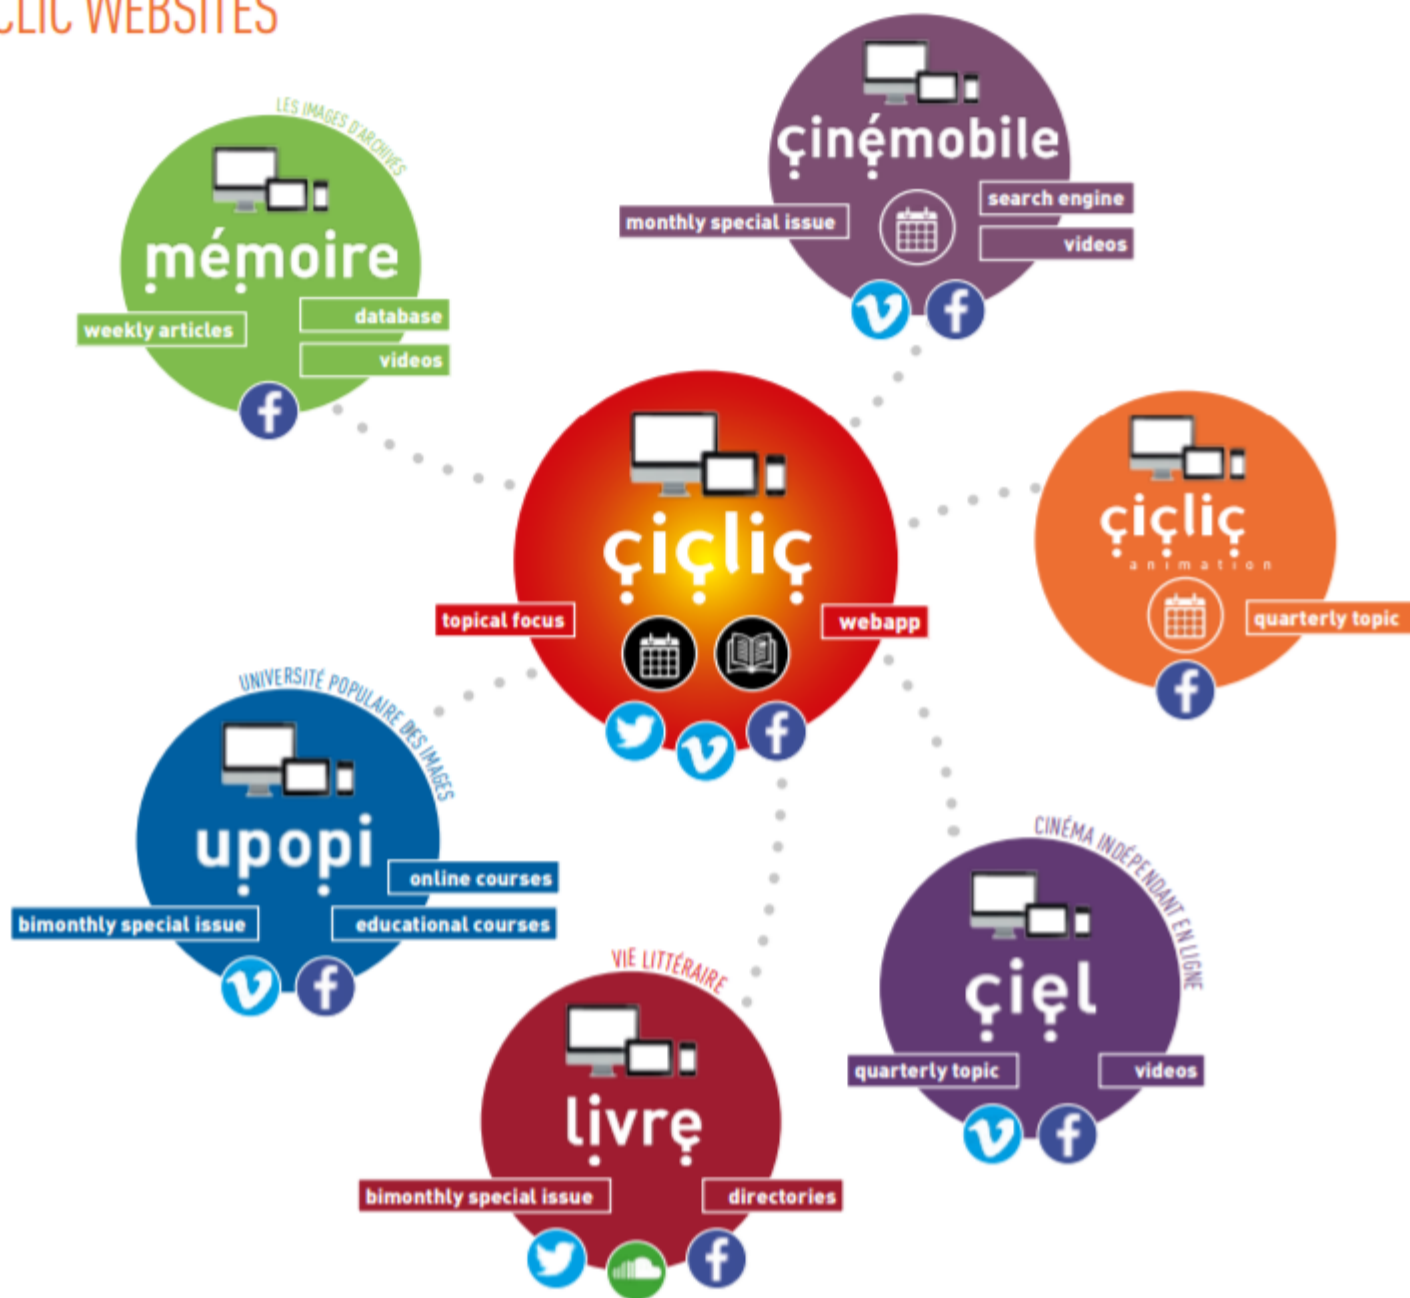 CLIC WEBSITES
LES IMAGES D'ARCHIVES
mémoire
weekly articles
database
videos
çinémobile
monthly special issue
search engine
videos
çiçliç
topical focus
webapp
çiçliç
animation
quarterly topic
UNIVERSITÉ POPULAIRE DES IMAGES
upopi
online courses
bimonthly special issue
educational courses
CINÉMA INDÉPENDANT EN LIGNE
çiel
quarterly topic
videos
VIE LITTÉRAIRE
livre
bimonthly special issue
directories